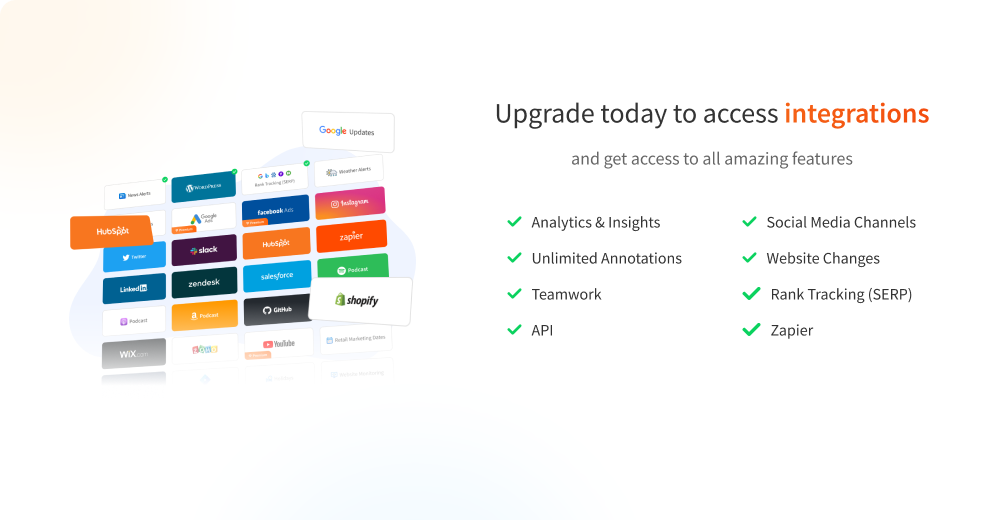 Google Updates
News Alerts
WORDPRESS
Rank Tracking (SERP)
Weather Alerts
HubSpot
Google
Ads
facebook Ads
Instagram
Twitter
slack
HubSpot
zapier
LinkedIn
zendesk
salesforce
Podcast
Podcast
Podcast
GitHub
shopify
WiX.com
YouTube
Retail Marketing Dates
Upgrade today to access integrations
and get access to all amazing features
Analytics & Insights
Unlimited Annotations
Teamwork
API
Social Media Channels
Website Changes
Rank Tracking (SERP)
Zapier